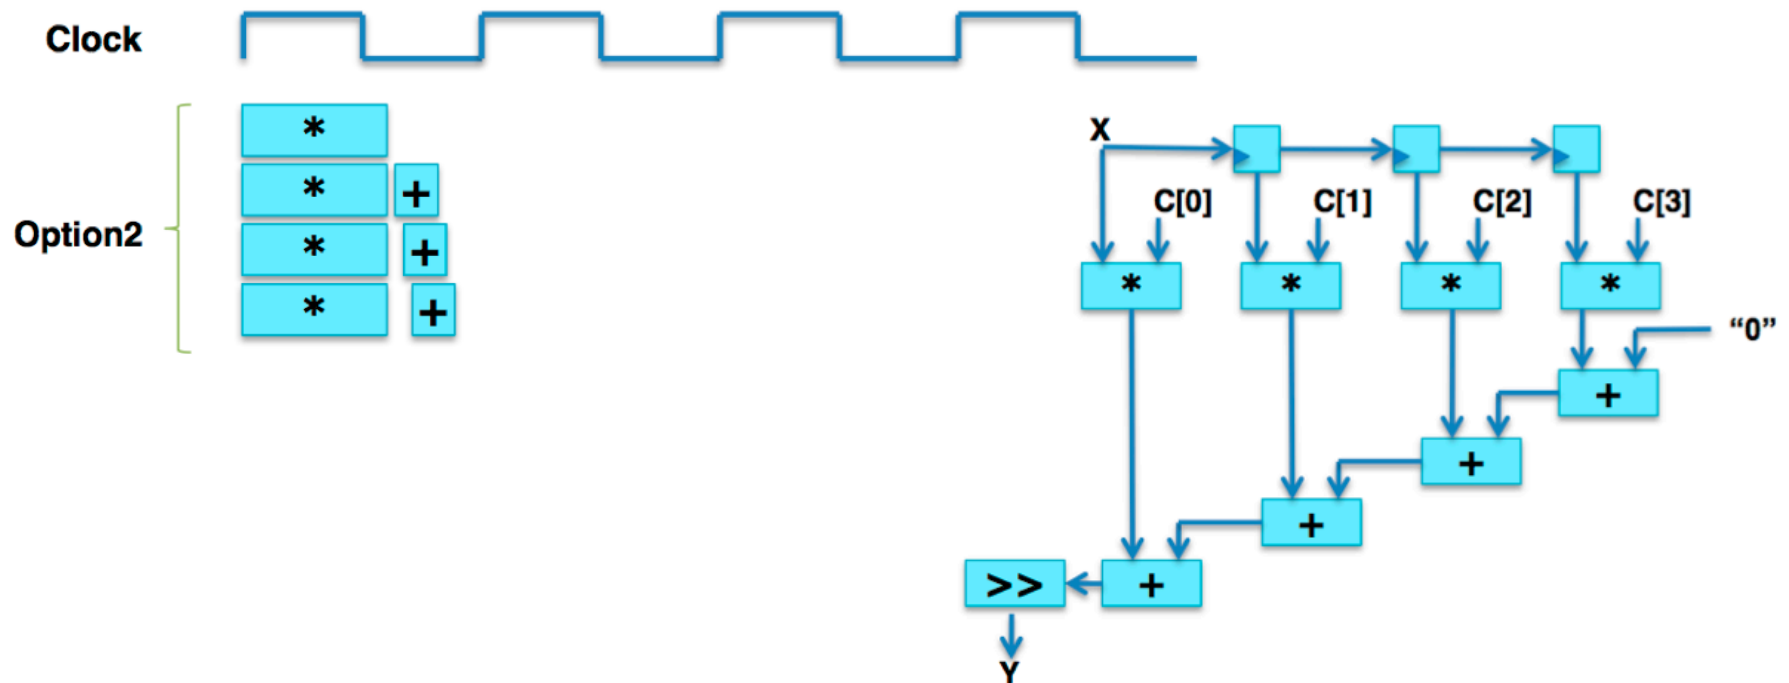 Clock
Option2
*
* +
* +
* +
X
C[0] C[1] C[2] C[3]
* * * *
“0”
+
+
+
>> +
Y